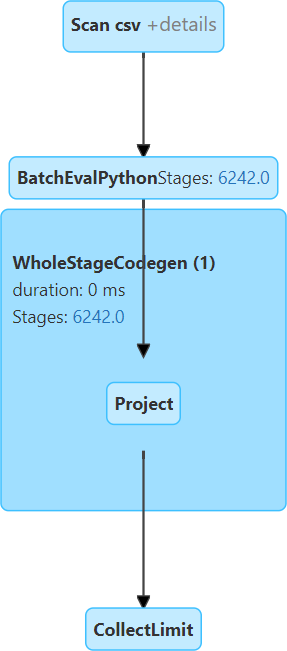 Scan csv +details
BatchEvalPythonStages: 6242.0
WholeStageCodegen (1)
duration: 0 ms
Stages: 6242.0
Project
CollectLimit